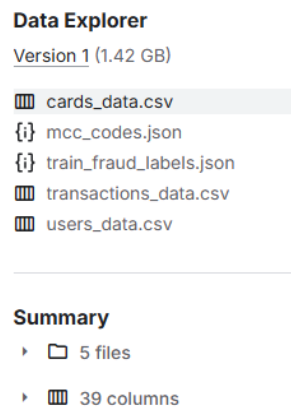 Data Explorer
Version 1 (1.42 GB)
cards_data.csv
{i} mcc_codes.json
{i} train_fraud_labels.json
transactions_data.csv
users_data.csv
Summary
5 files
39 columns